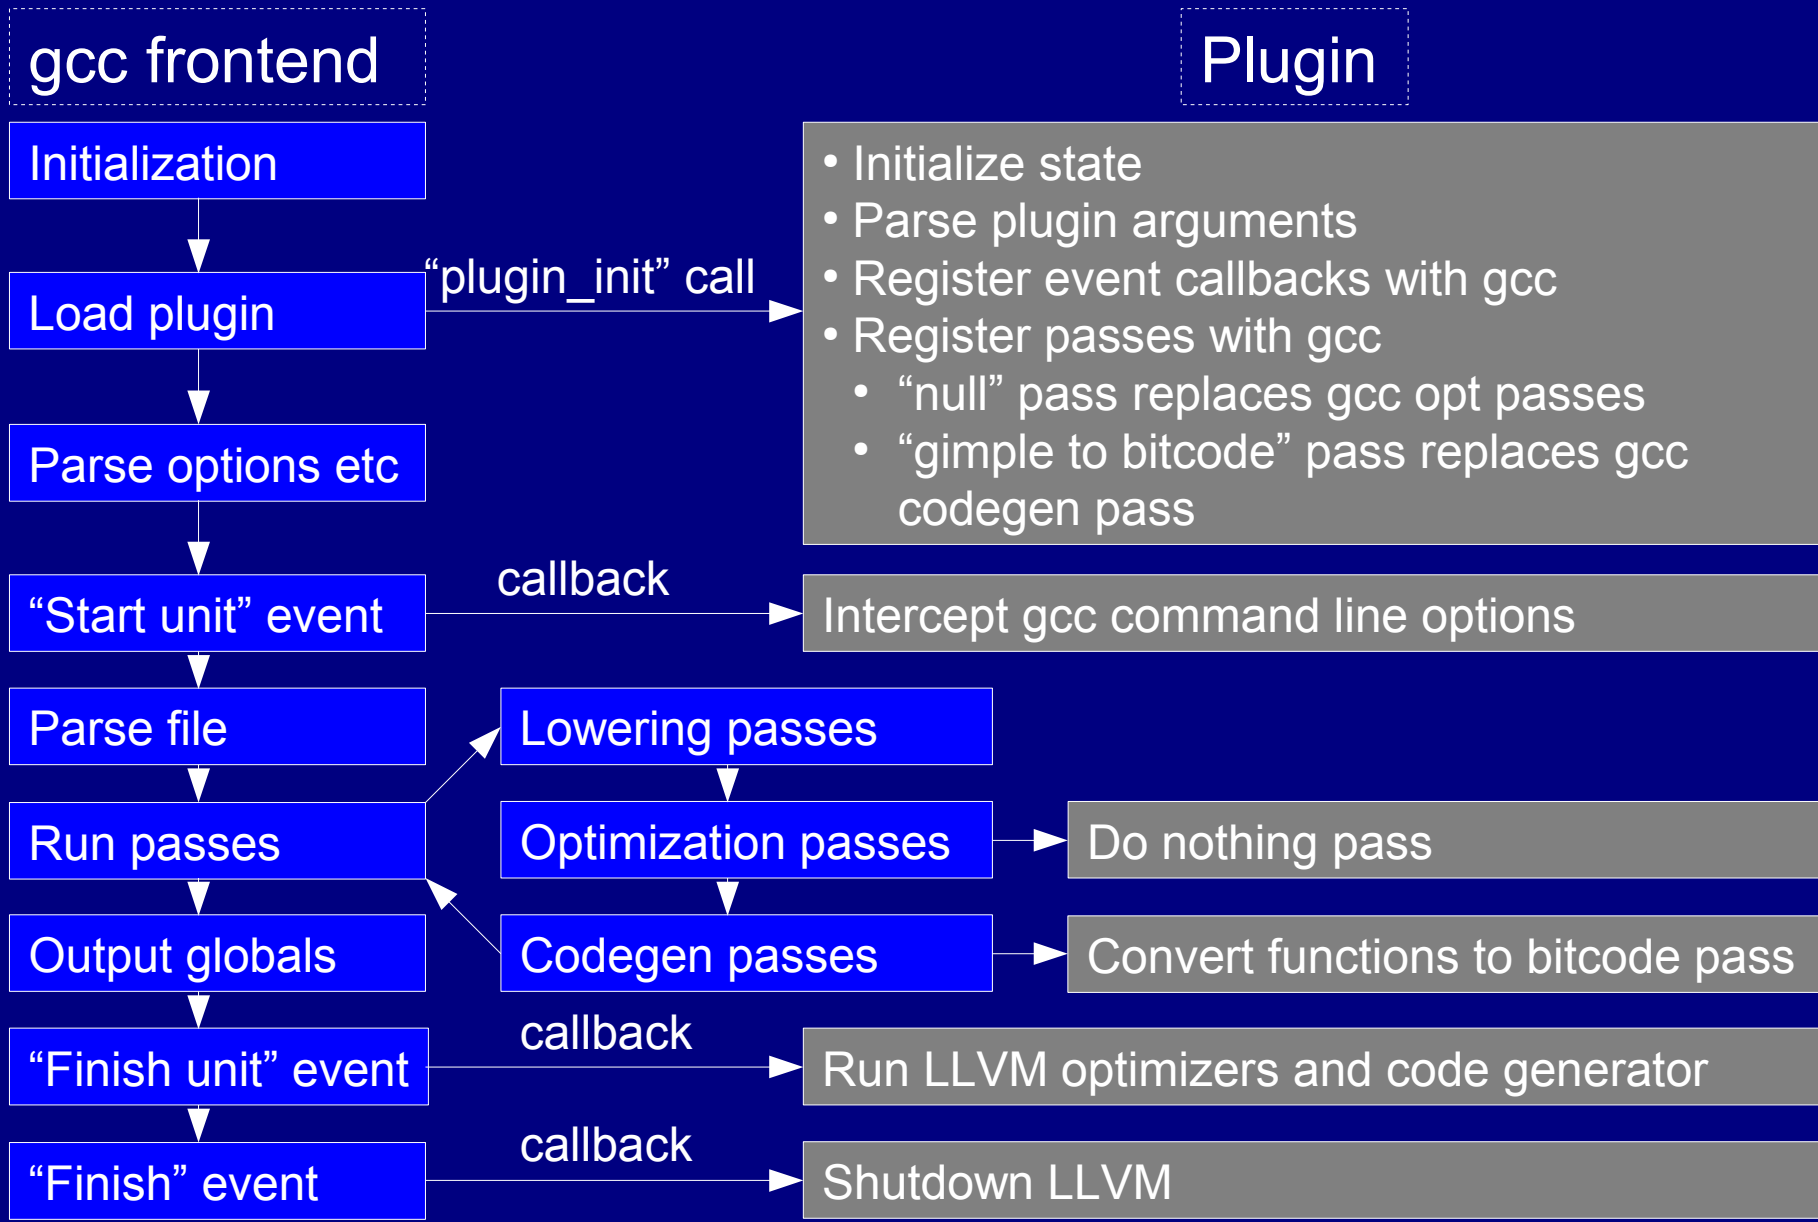 gcc frontend
Plugin
Initialization
Load plugin
“plugin_init” call
• Initialize state
• Parse plugin arguments
• Register event callbacks with gcc
• Register passes with gcc
• “null” pass replaces gcc opt passes
• “gimple to bitcode” pass replaces gcc
codegen pass
Parse options etc
“Start unit” event
callback
Intercept gcc command line options
Parse file
Lowering passes
Run passes
Optimization passes
Do nothing pass
Output globals
Codegen passes
Convert functions to bitcode pass
“Finish unit” event
callback
Run LLVM optimizers and code generator
“Finish” event
callback
Shutdown LLVM